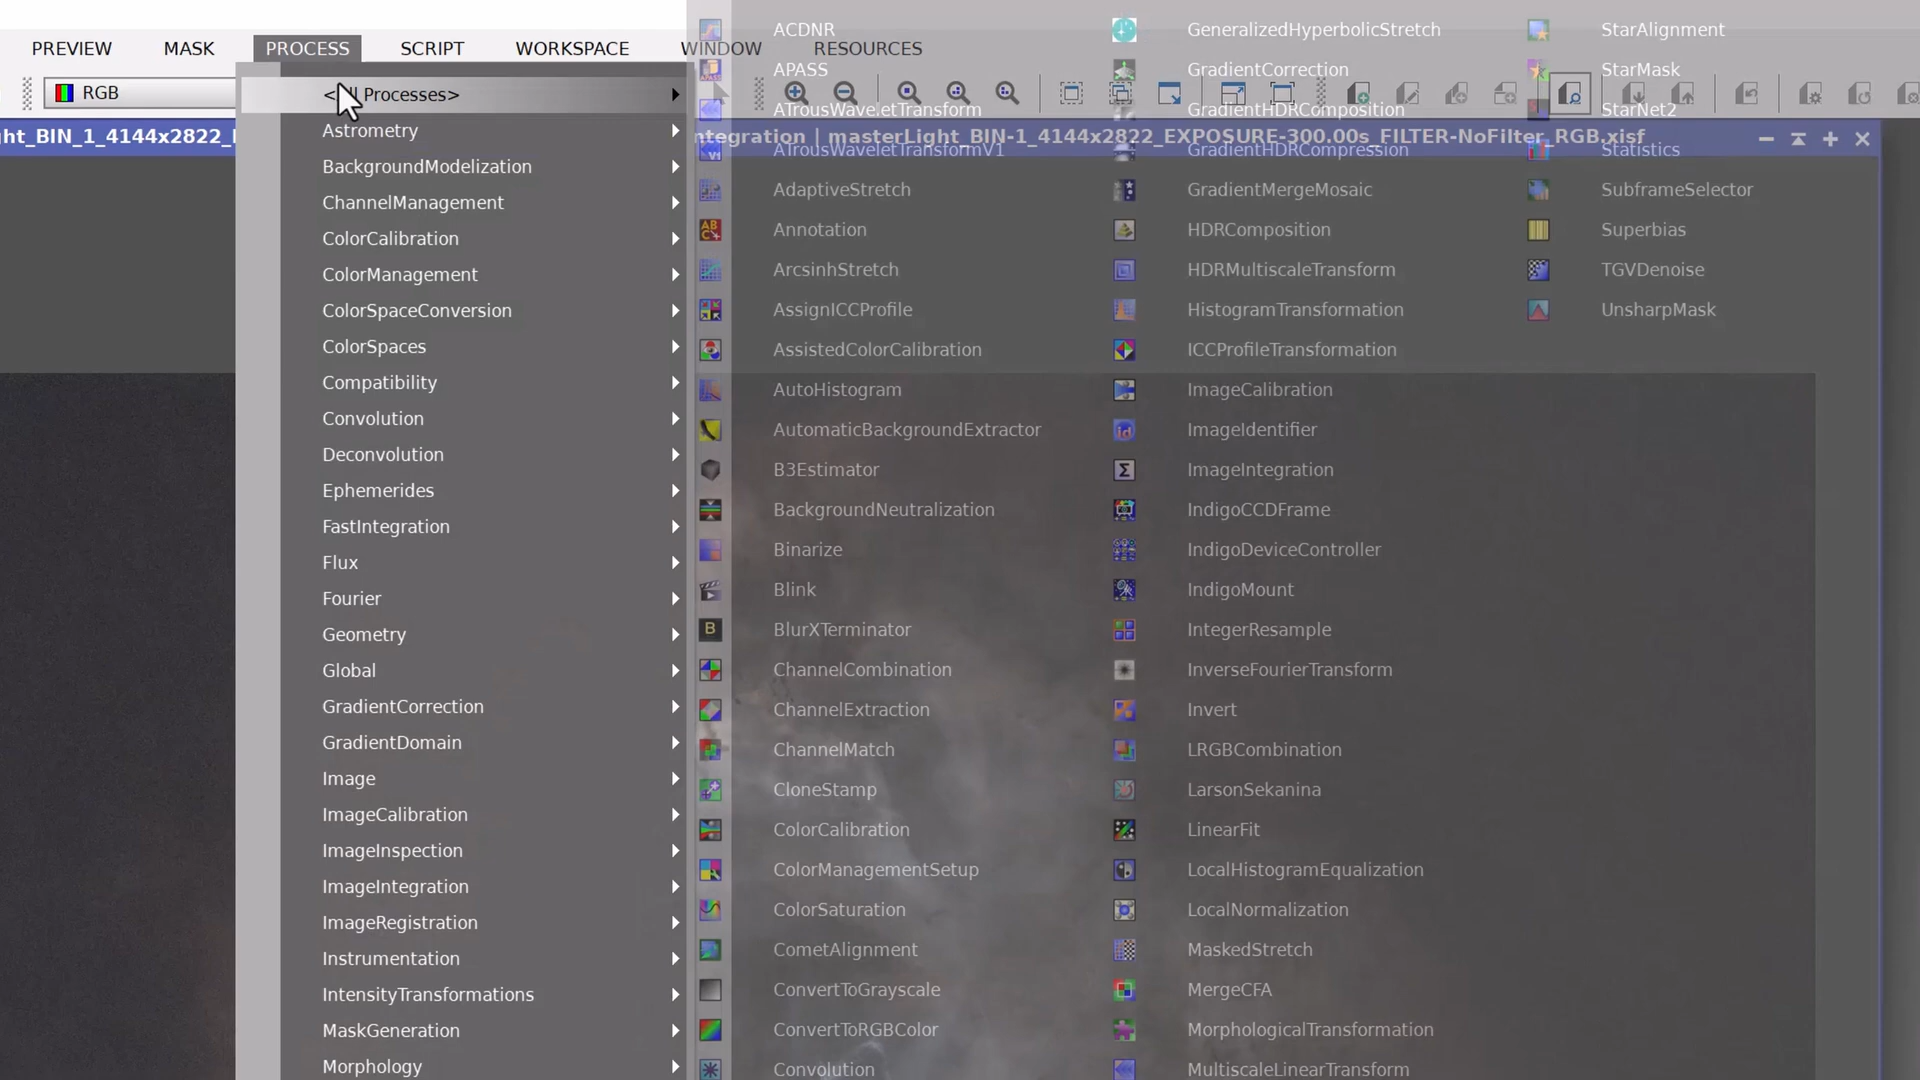 PREVIEW MASK PROCESS SCRIPT WORKSPACE WINDOW RESOURCES
RGB
ght_BIN_1_4144x2822_
ntegration | masterLight_BIN-1_4144x2822_EXPOSURE-300.00s_FILTER-NoFilter_RGB.xisf
Processes>
Astrometry
BackgroundModelization
ChannelManagement
ColorCalibration
ColorManagement
ColorSpaceConversion
ColorSpaces
Compatibility
Convolution
Deconvolution
Ephemerides
FastIntegration
Flux
Fourier
Geometry
Global
GradientCorrection
GradientDomain
Image
ImageCalibration
ImageInspection
ImageIntegration
ImageRegistration
Instrumentation
IntensityTransformations
MaskGeneration
Morphology
ACDNR
APASS
ATrousWaveletTransform
ATrousWaveletTransformV1
AdaptiveStretch
Annotation
ArcsinhStretch
AssignICCProfile
AssistedColorCalibration
AutoHistogram
AutomaticBackgroundExtractor
B3Estimator
BackgroundNeutralization
Binarize
Blink
BlurXTerminator
ChannelCombination
ChannelExtraction
ChannelMatch
CloneStamp
ColorCalibration
ColorManagementSetup
ColorSaturation
CometAlignment
ConvertToGrayscale
ConvertToRGBColor
Convolution
GeneralizedHyperbolicStretch
GradientCorrection
GradientHDRComposition
GradientHDRCompression
GradientMergeMosaic
HDRComposition
HDRMultiscaleTransform
HistogramTransformation
ICCProfileTransformation
ImageCalibration
ImageIdentifier
ImageIntegration
IndigoCCDFrame
IndigoDeviceController
IndigoMount
IntegerResample
InverseFourierTransform
Invert
LRGBCombination
LarsonSekanina
LinearFit
LocalHistogramEqualization
LocalNormalization
MaskedStretch
MergeCFA
MorphologicalTransformation
MultiscaleLinearTransform
StarAlignment
StarMask
StarNet2
Statistics
SubframeSelector
Superbias
TGVDenoise
UnsharpMask